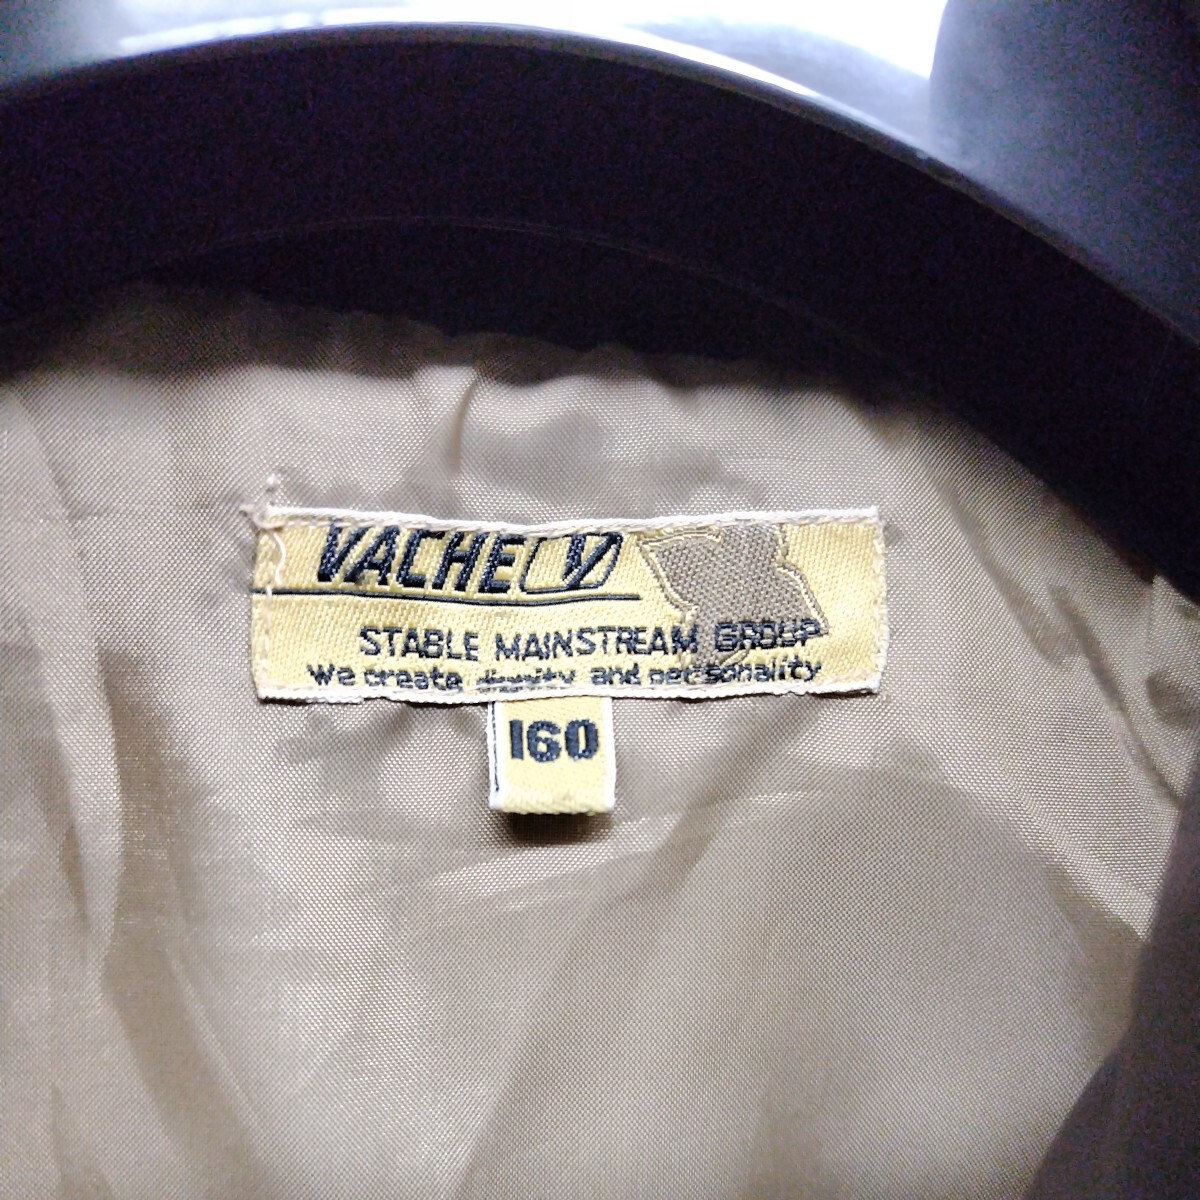 VACHE V
STABLE MAINSTREAM GROUP
We create dignity and personality
160